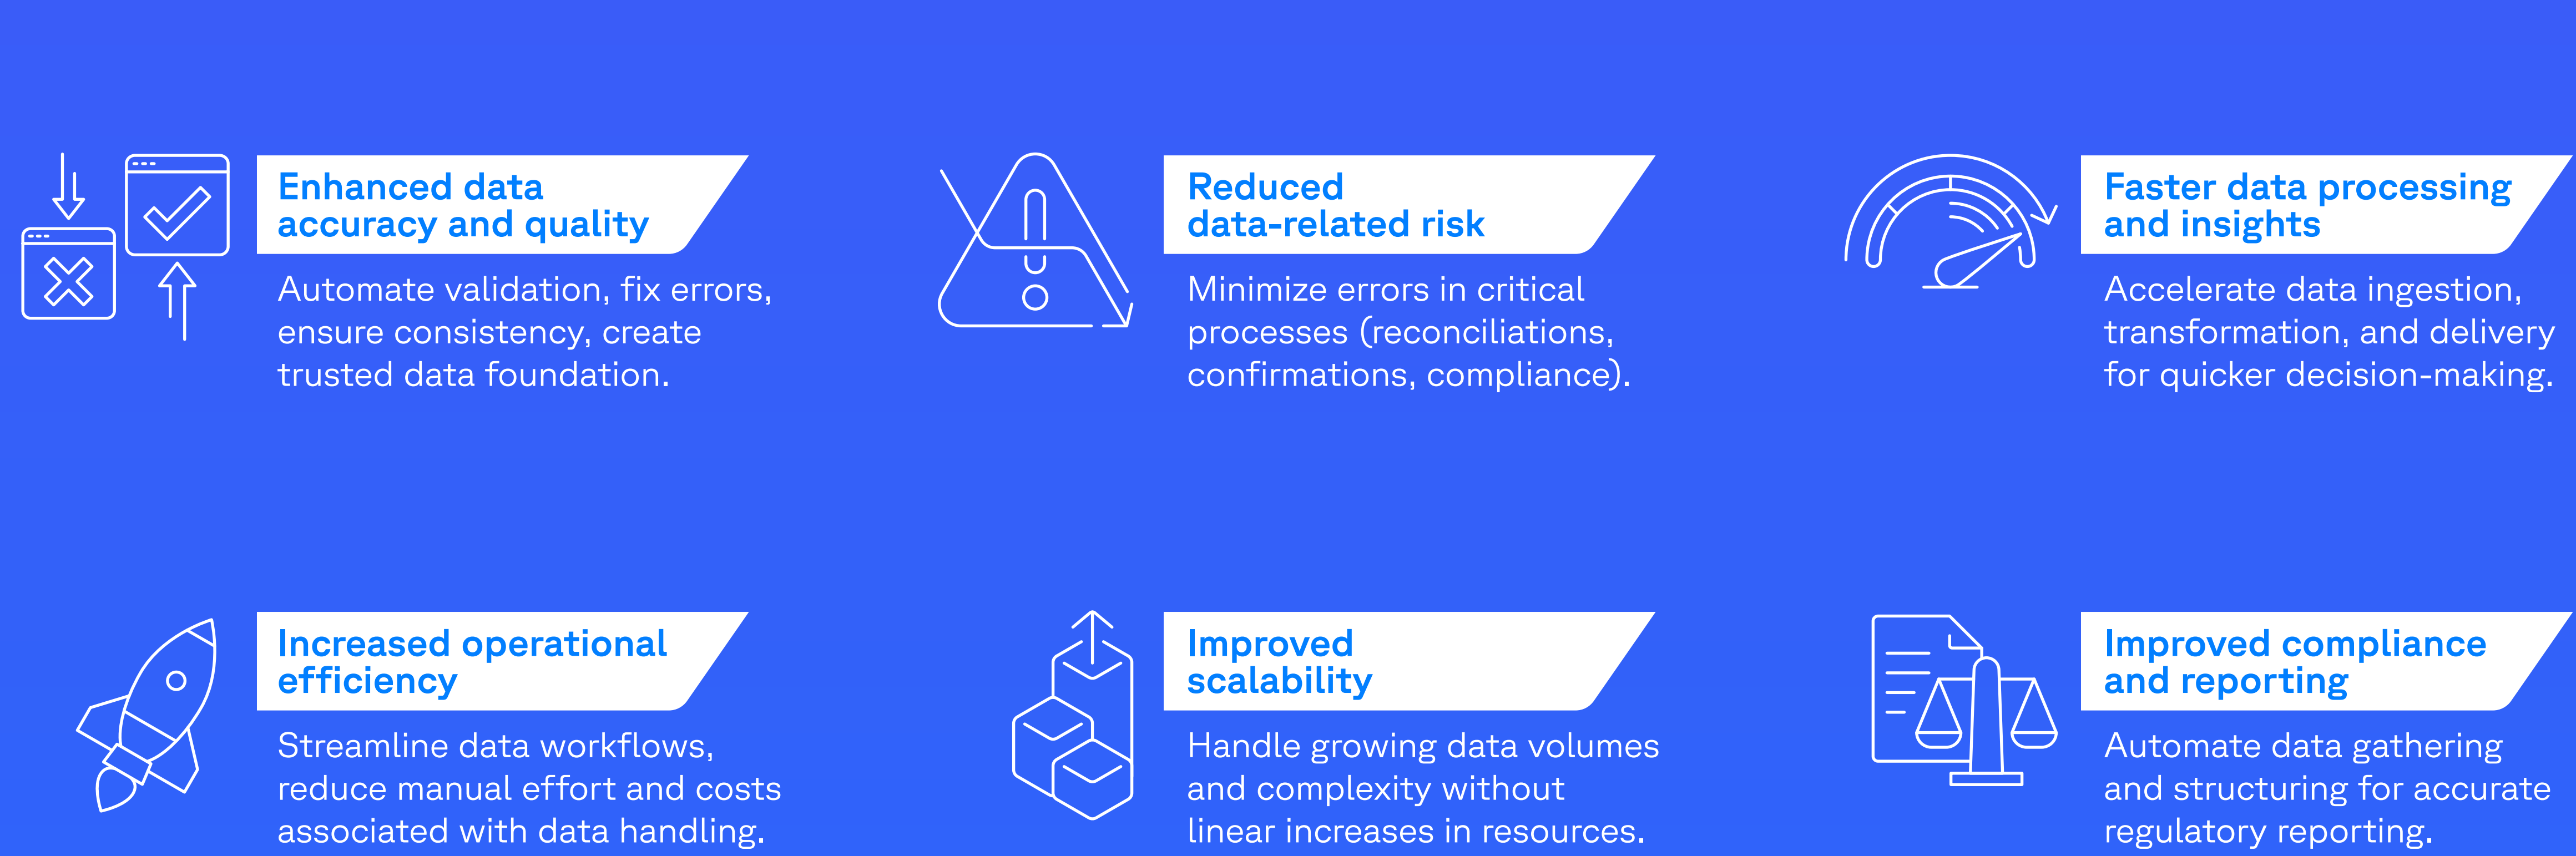 Enhanced data
accuracy and quality
Automate validation, fix errors,
ensure consistency, create
trusted data foundation.
Reduced
data-related risk
Minimize errors in critical
processes (reconciliations,
confirmations, compliance).
Faster data processing
and insights
Accelerate data ingestion,
transformation, and delivery
for quicker decision-making.
Increased operational
efficiency
Streamline data workflows,
reduce manual effort and costs
associated with data handling.
Improved
scalability
Handle growing data volumes
and complexity without
linear increases in resources.
Improved compliance
and reporting
Automate data gathering
and structuring for accurate
regulatory reporting.